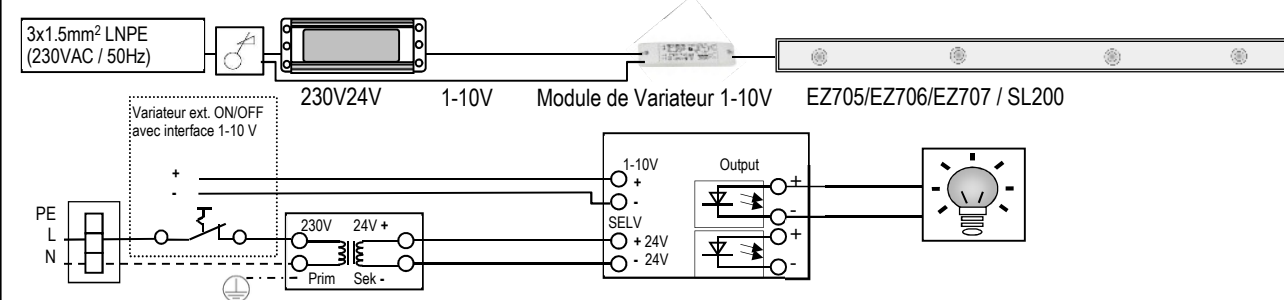 3x1.5mm² LNPE
(230VAC / 50Hz)
230V24V
1-10V
Module de Variateur 1-10V
EZ705/EZ706/EZ707 / SL200
Variateur ext. ON/OFF
avec interface 1-10 V
+
-
PE
L
N
230V
24V +
Prim
Sek -
1-10V
+
-
SELV
+ 24V
- 24V
Output
+
-
+
-